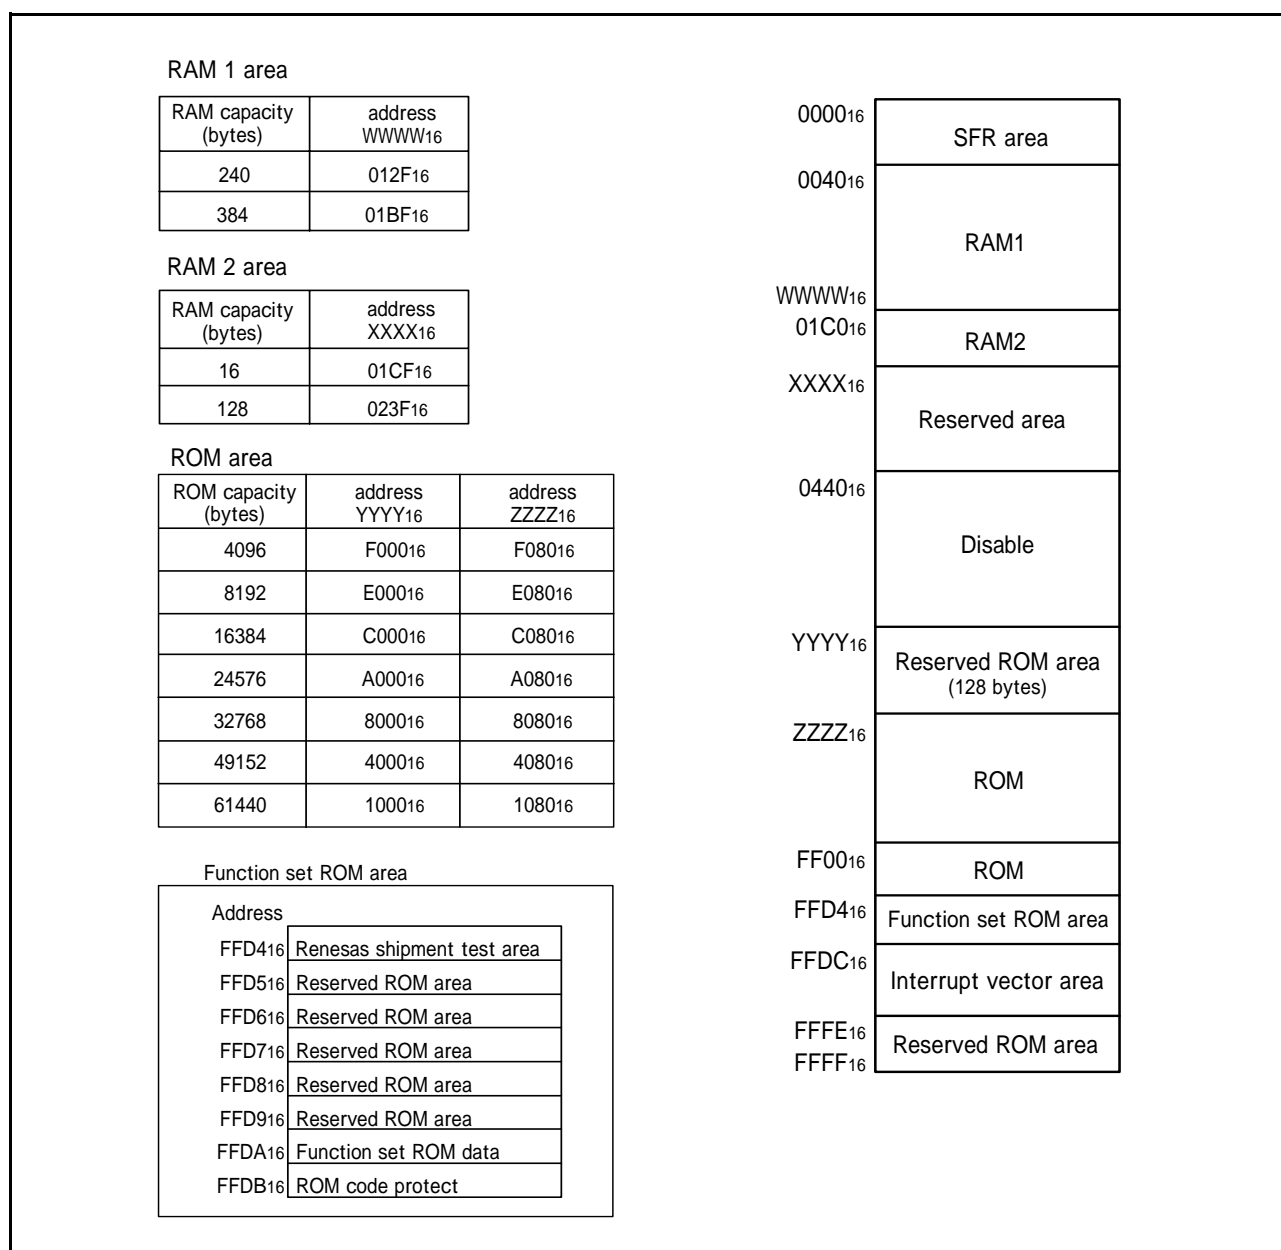 RAM 1 area
RAM capacity (bytes) address WWWW16
240 012F16
384 01BF16
RAM 2 area
RAM capacity (bytes) address XXXX16
16 01CF16
128 023F16
ROM area
ROM capacity (bytes) address YYYY16 address ZZZZ16
4096 F00016 F08016
8192 E00016 E08016
16384 C00016 C08016
24576 A00016 A08016
32768 800016 808016
49152 400016 408016
61440 100016 108016
Function set ROM area
Address
FFD416 Renesas shipment test area
FFD516 Reserved ROM area
FFD616 Reserved ROM area
FFD716 Reserved ROM area
FFD816 Reserved ROM area
FFD916 Reserved ROM area
FFDA16 Function set ROM data
FFDB16 ROM code protect
000016
SFR area
004016
RAM1
WWWW16
01C016
RAM2
XXXX16
Reserved area
044016
Disable
YYYY16
Reserved ROM area
(128 bytes)
ZZZZ16
ROM
FF0016
ROM
FFD416
Function set ROM area
FFDC16
Interrupt vector area
FFFE16
Reserved ROM area
FFFF16